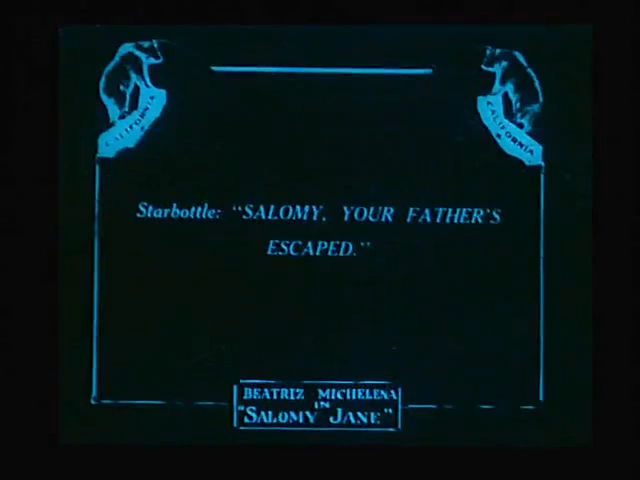 CALIFORNIA
CALIFORNIA
Starbottle: "SALOMY, YOUR FATHER'S
ESCAPED."
BEATRIZ MICHELENA
IN
"SALOMY JANE"